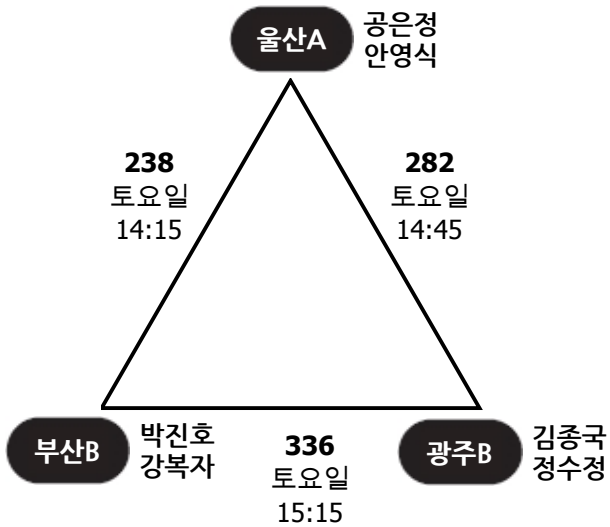 울산A
공은정
안영식
238
토요일
14:15
282
토요일
14:45
부산B
박진호
강복자
336
토요일
15:15
광주B
김종국
정수정